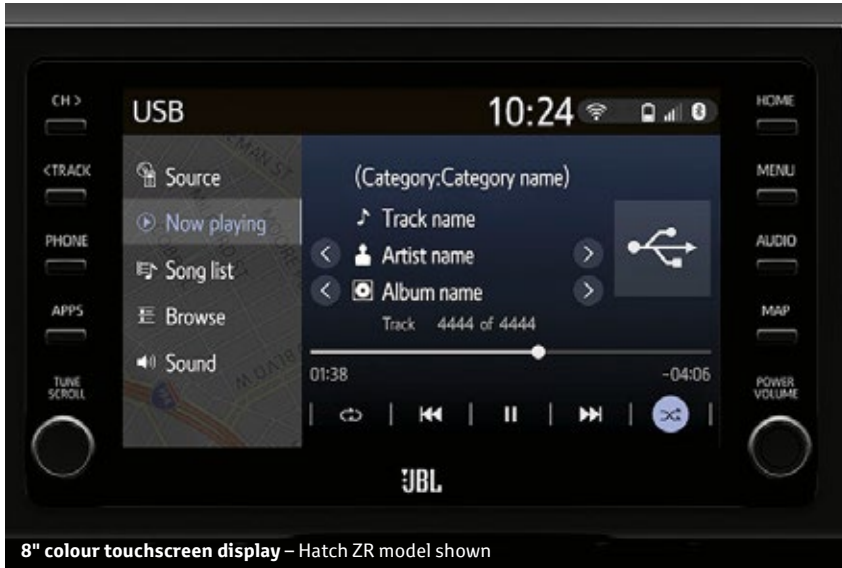 CH >
<TRACK
PHONE
APPS
TUNE
SCROLL
USB
10:24
Source
Now playing
Song list
Browse
Sound
(Category:Category name)
Track name
Artist name
Album name
Track 4444 of 4444
01:38
-04:06
JBL
HOME
MENU
AUDIO
MAP
POWER
VOLUME
8" colour touchscreen display – Hatch ZR model shown